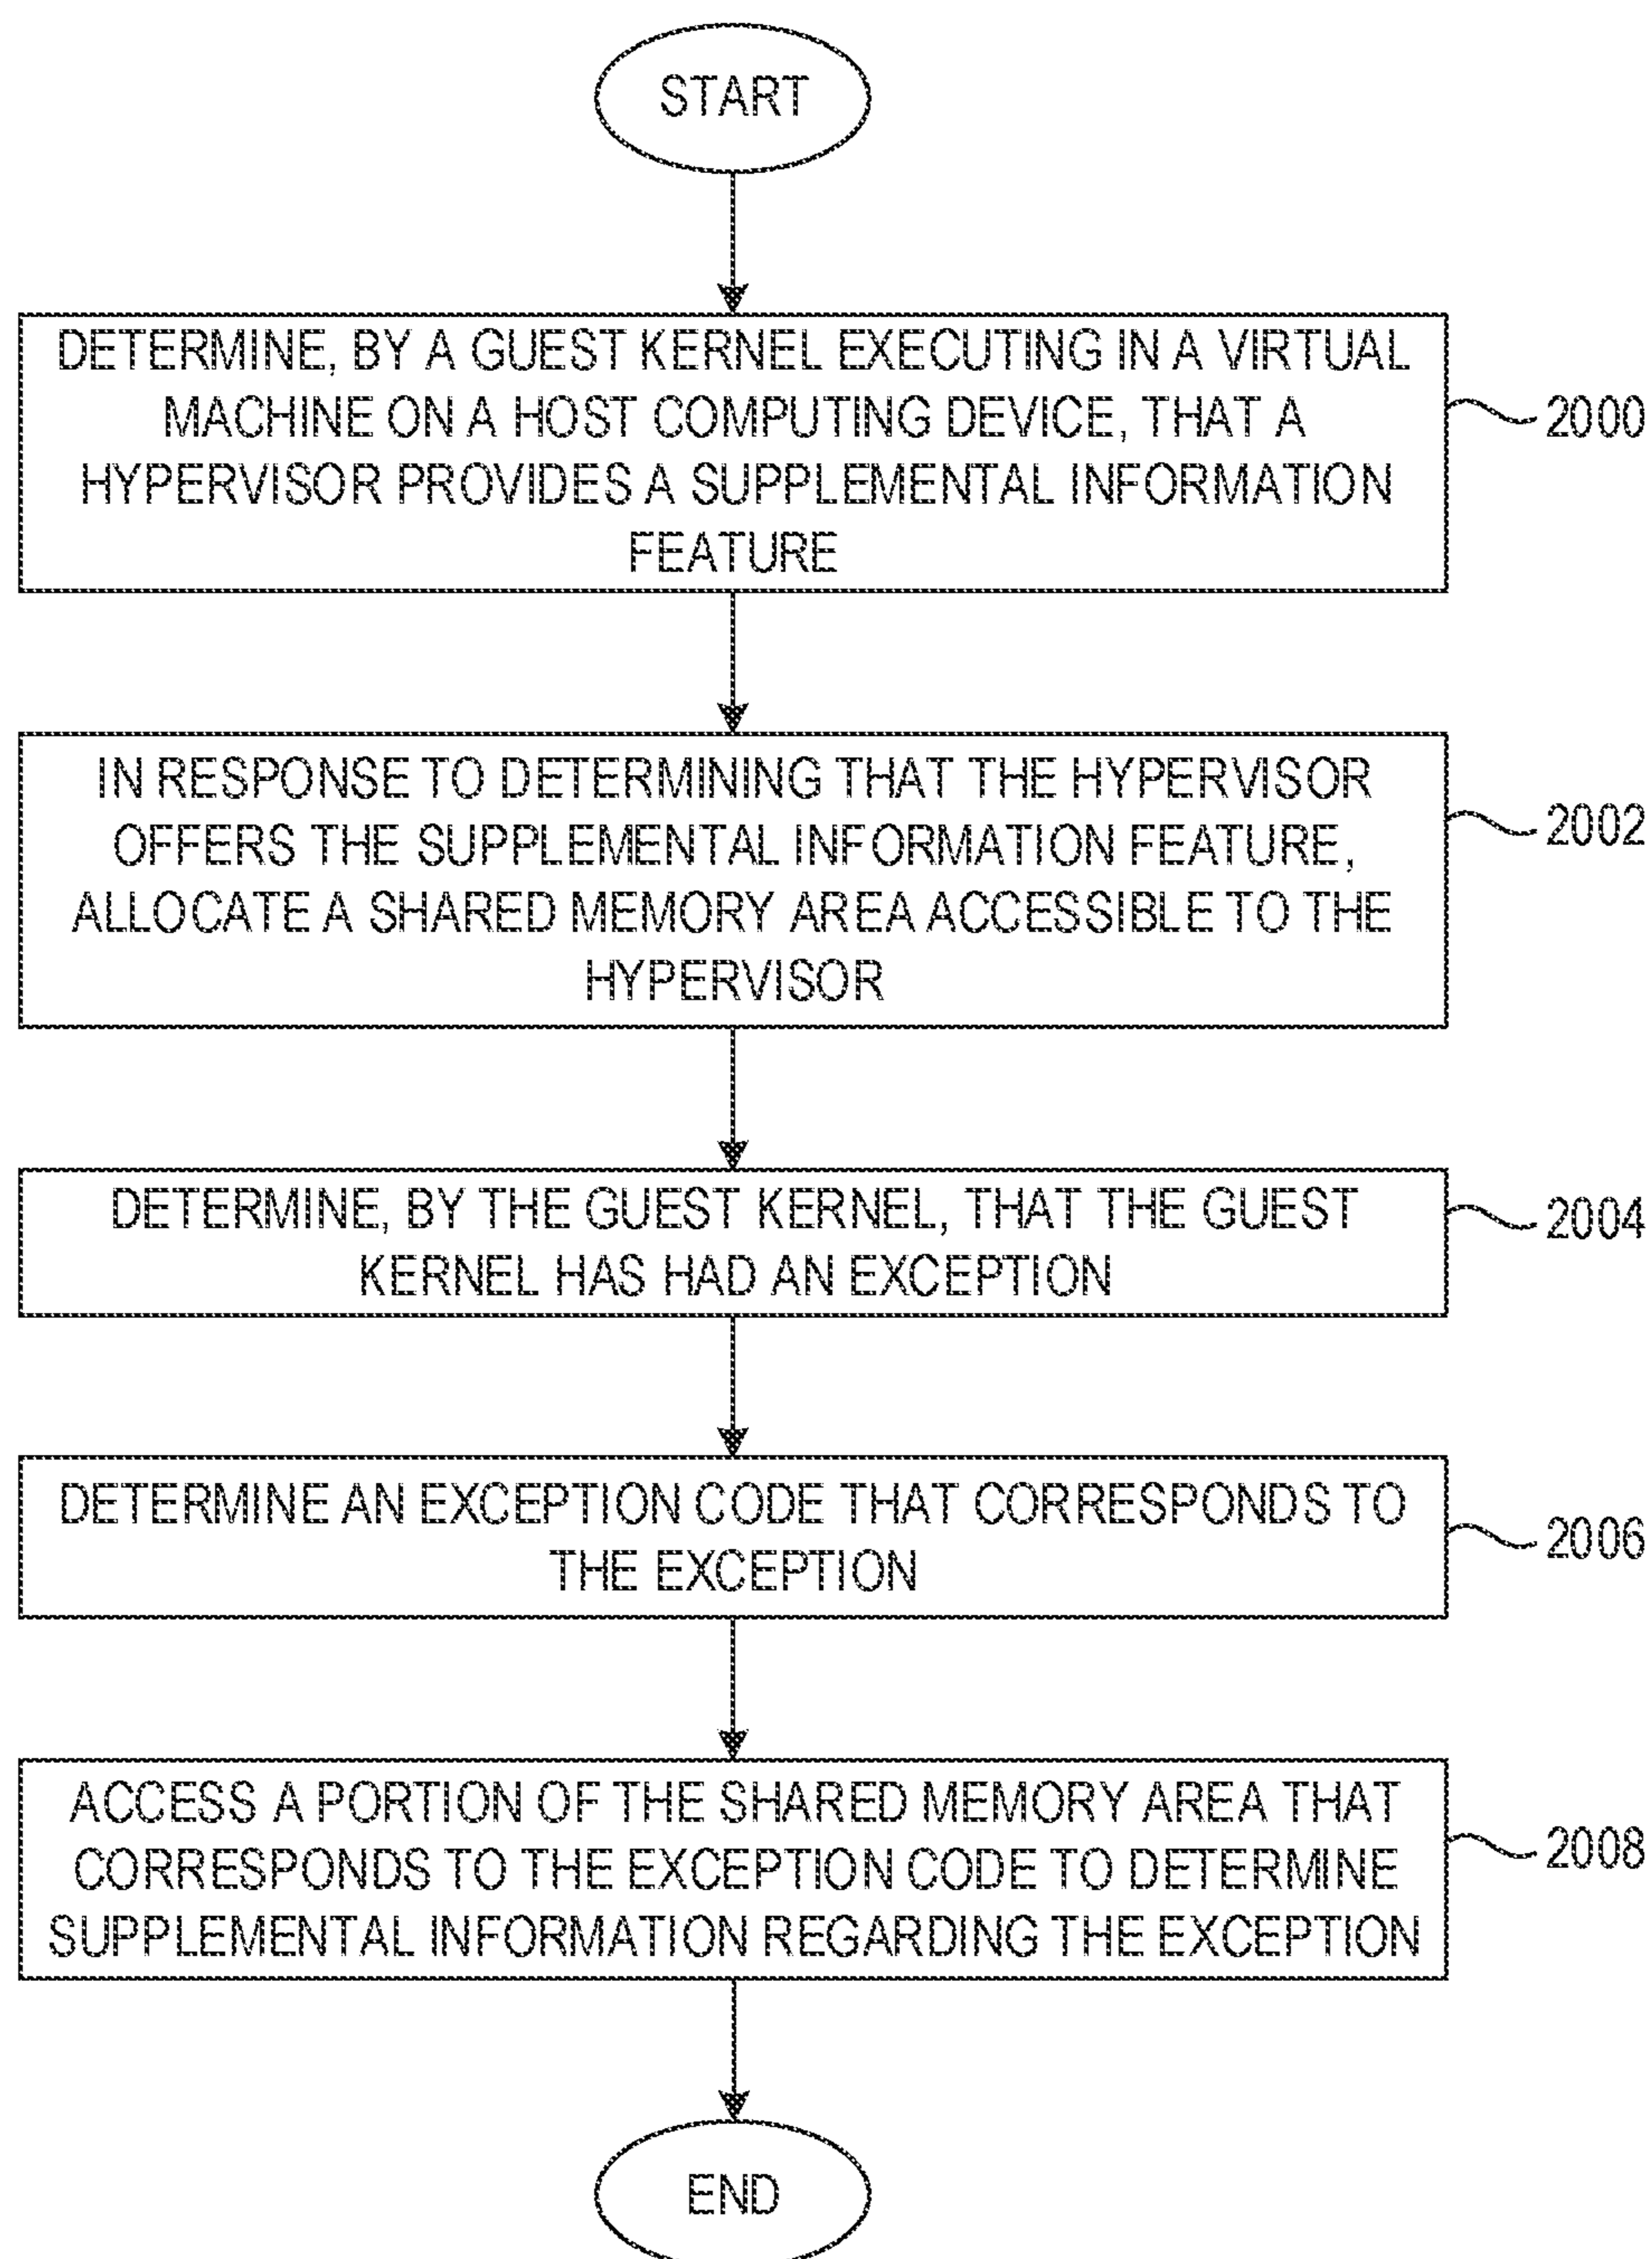 START
DETERMINE, BY A GUEST KERNEL EXECUTING IN A VIRTUAL
MACHINE ON A HOST COMPUTING DEVICE, THAT A
HYPERVISOR PROVIDES A SUPPLEMENTAL INFORMATION
FEATURE
2000
IN RESPONSE TO DETERMINING THAT THE HYPERVISOR
OFFERS THE SUPPLEMENTAL INFORMATION FEATURE,
ALLOCATE A SHARED MEMORY AREA ACCESSIBLE TO THE
HYPERVISOR
2002
DETERMINE, BY THE GUEST KERNEL, THAT THE GUEST
KERNEL HAS HAD AN EXCEPTION
2004
DETERMINE AN EXCEPTION CODE THAT CORRESPONDS TO
THE EXCEPTION
2006
ACCESS A PORTION OF THE SHARED MEMORY AREA THAT
CORRESPONDS TO THE EXCEPTION CODE TO DETERMINE
SUPPLEMENTAL INFORMATION REGARDING THE EXCEPTION
2008
END